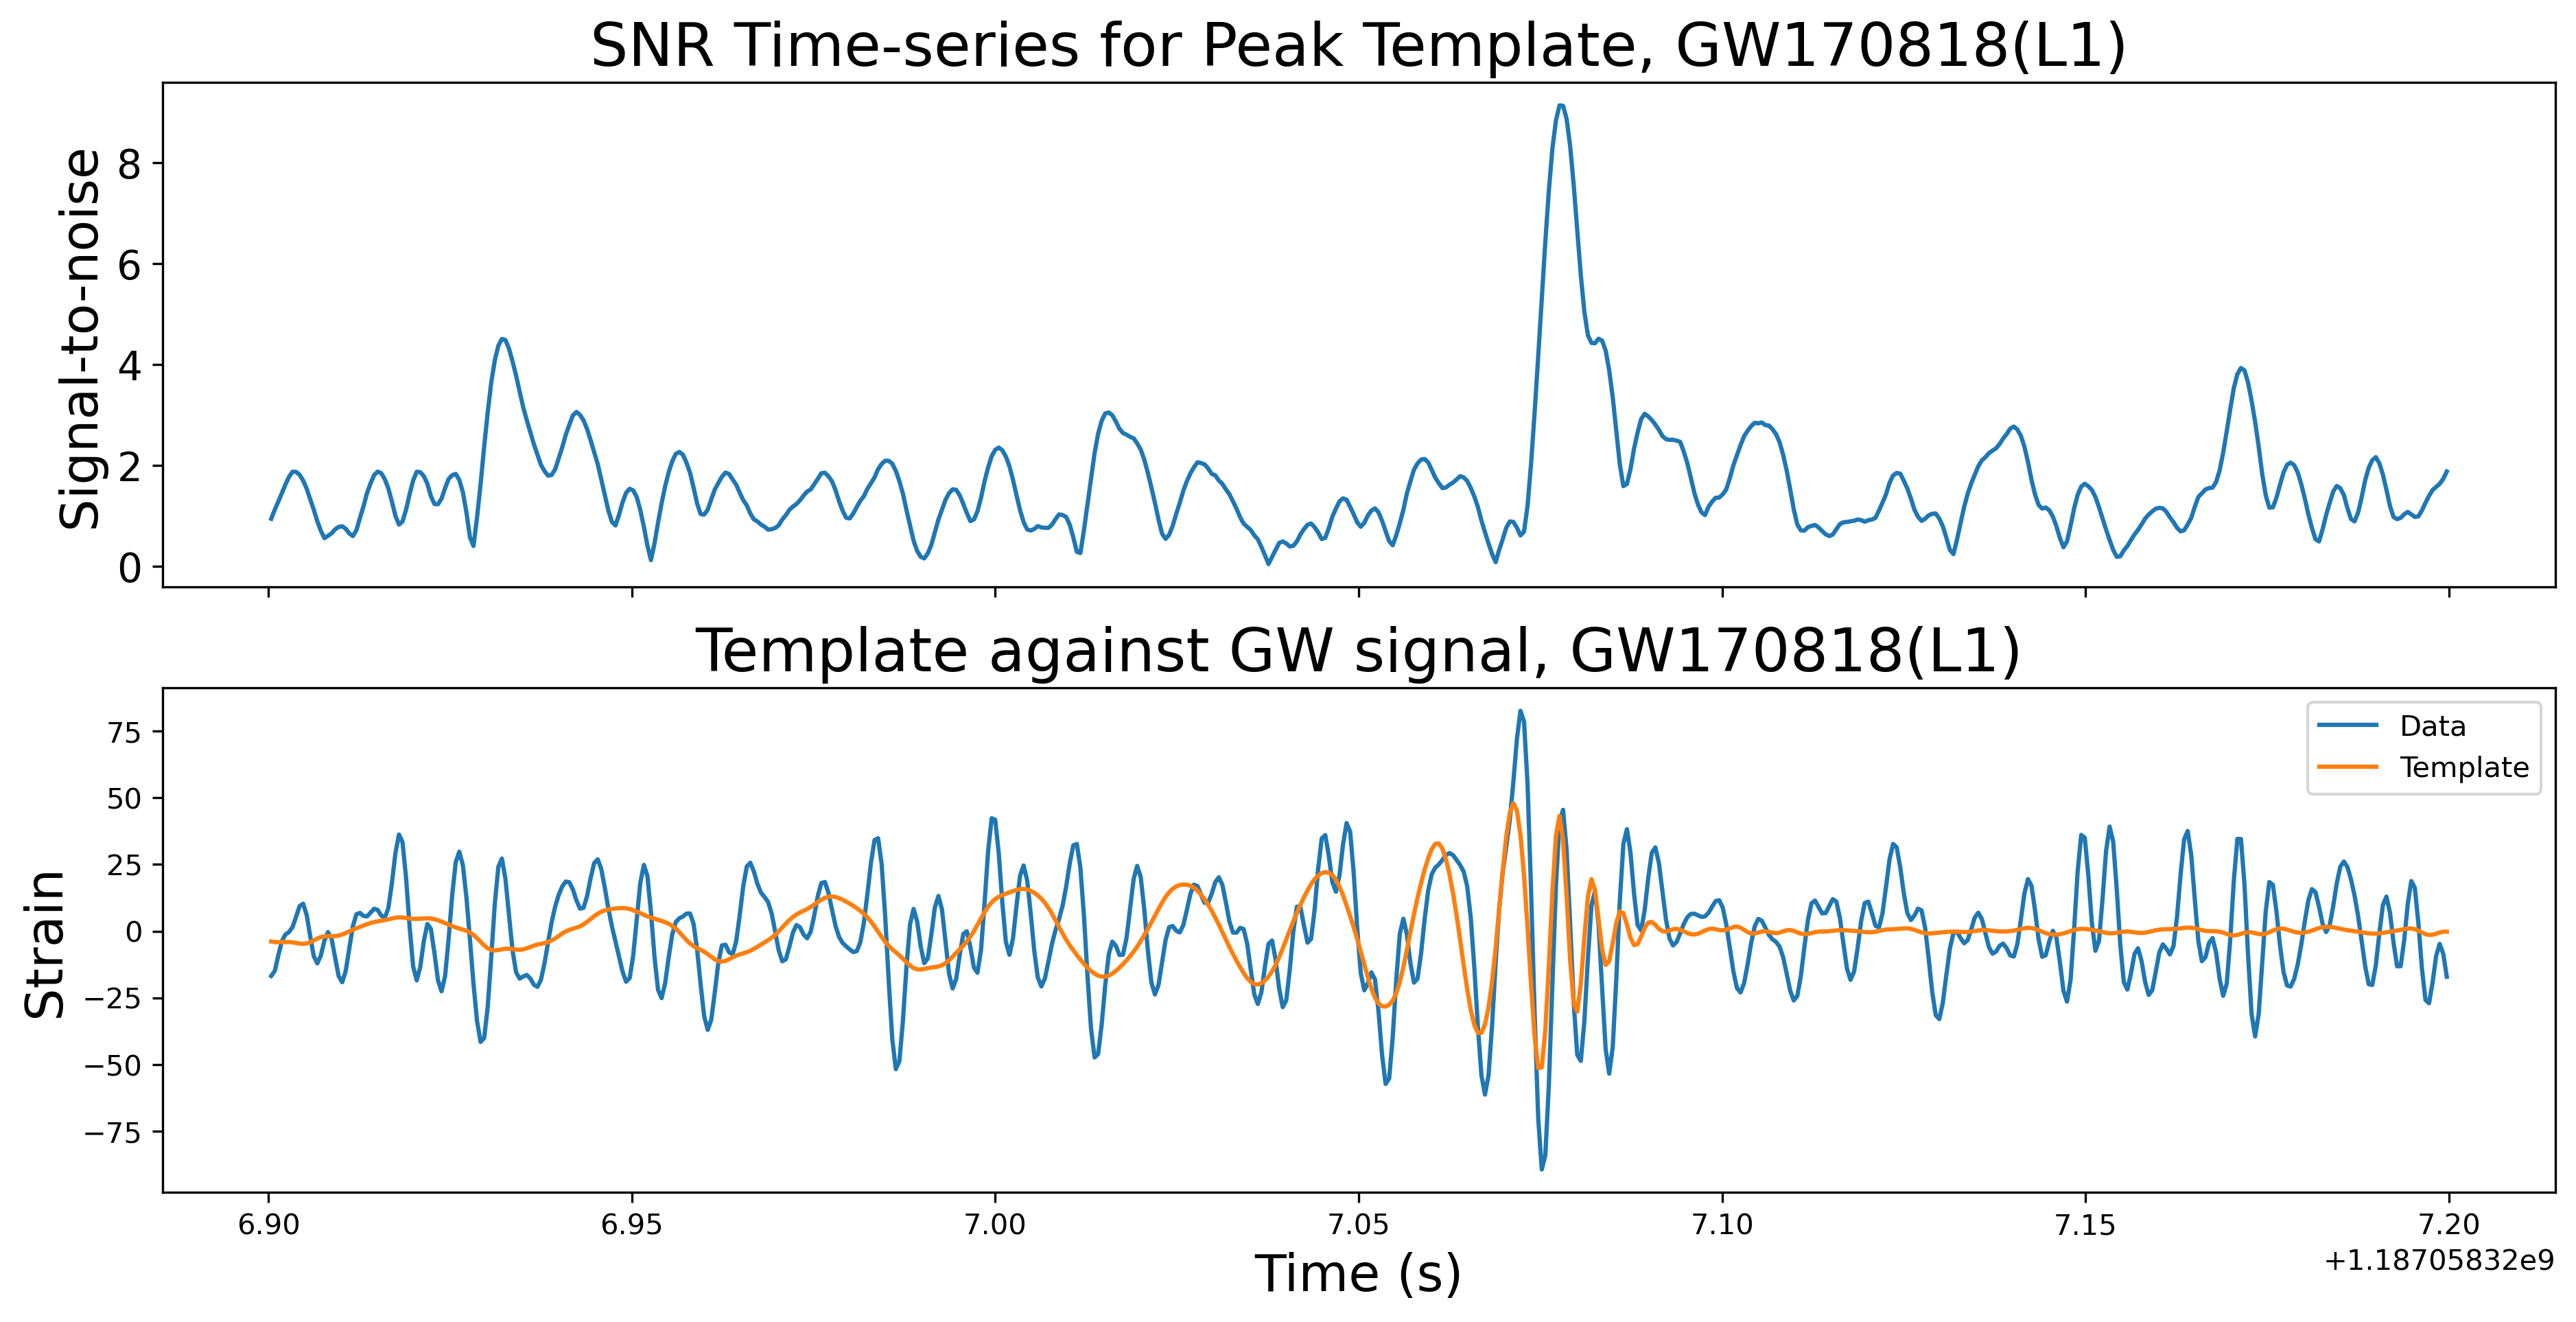 SNR Time-series for Peak Template, GW170818(L1)
Signal-to-noise
8
6
4
2
0
Template against GW signal, GW170818(L1)
Strain
75
50
25
0
−25
−50
−75
Data
Template
6.90 6.95 7.00 7.05 7.10 7.15 7.20
+1.18705832e9
Time (s)